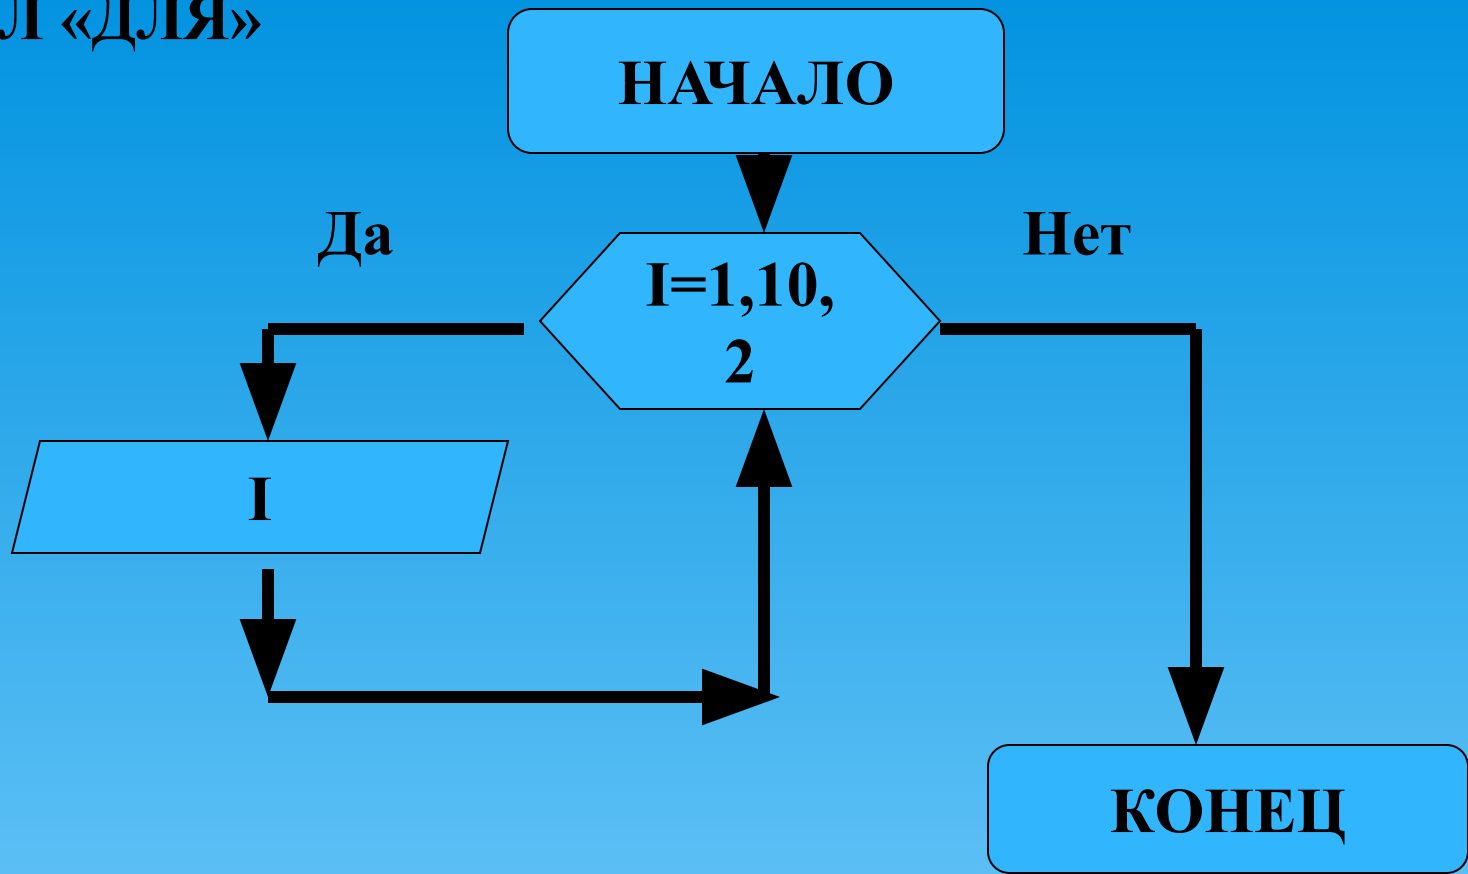 Л «ДЛЯ»
НАЧАЛО
Да
Нет
I=1,10,
2
I
КОНЕЦ